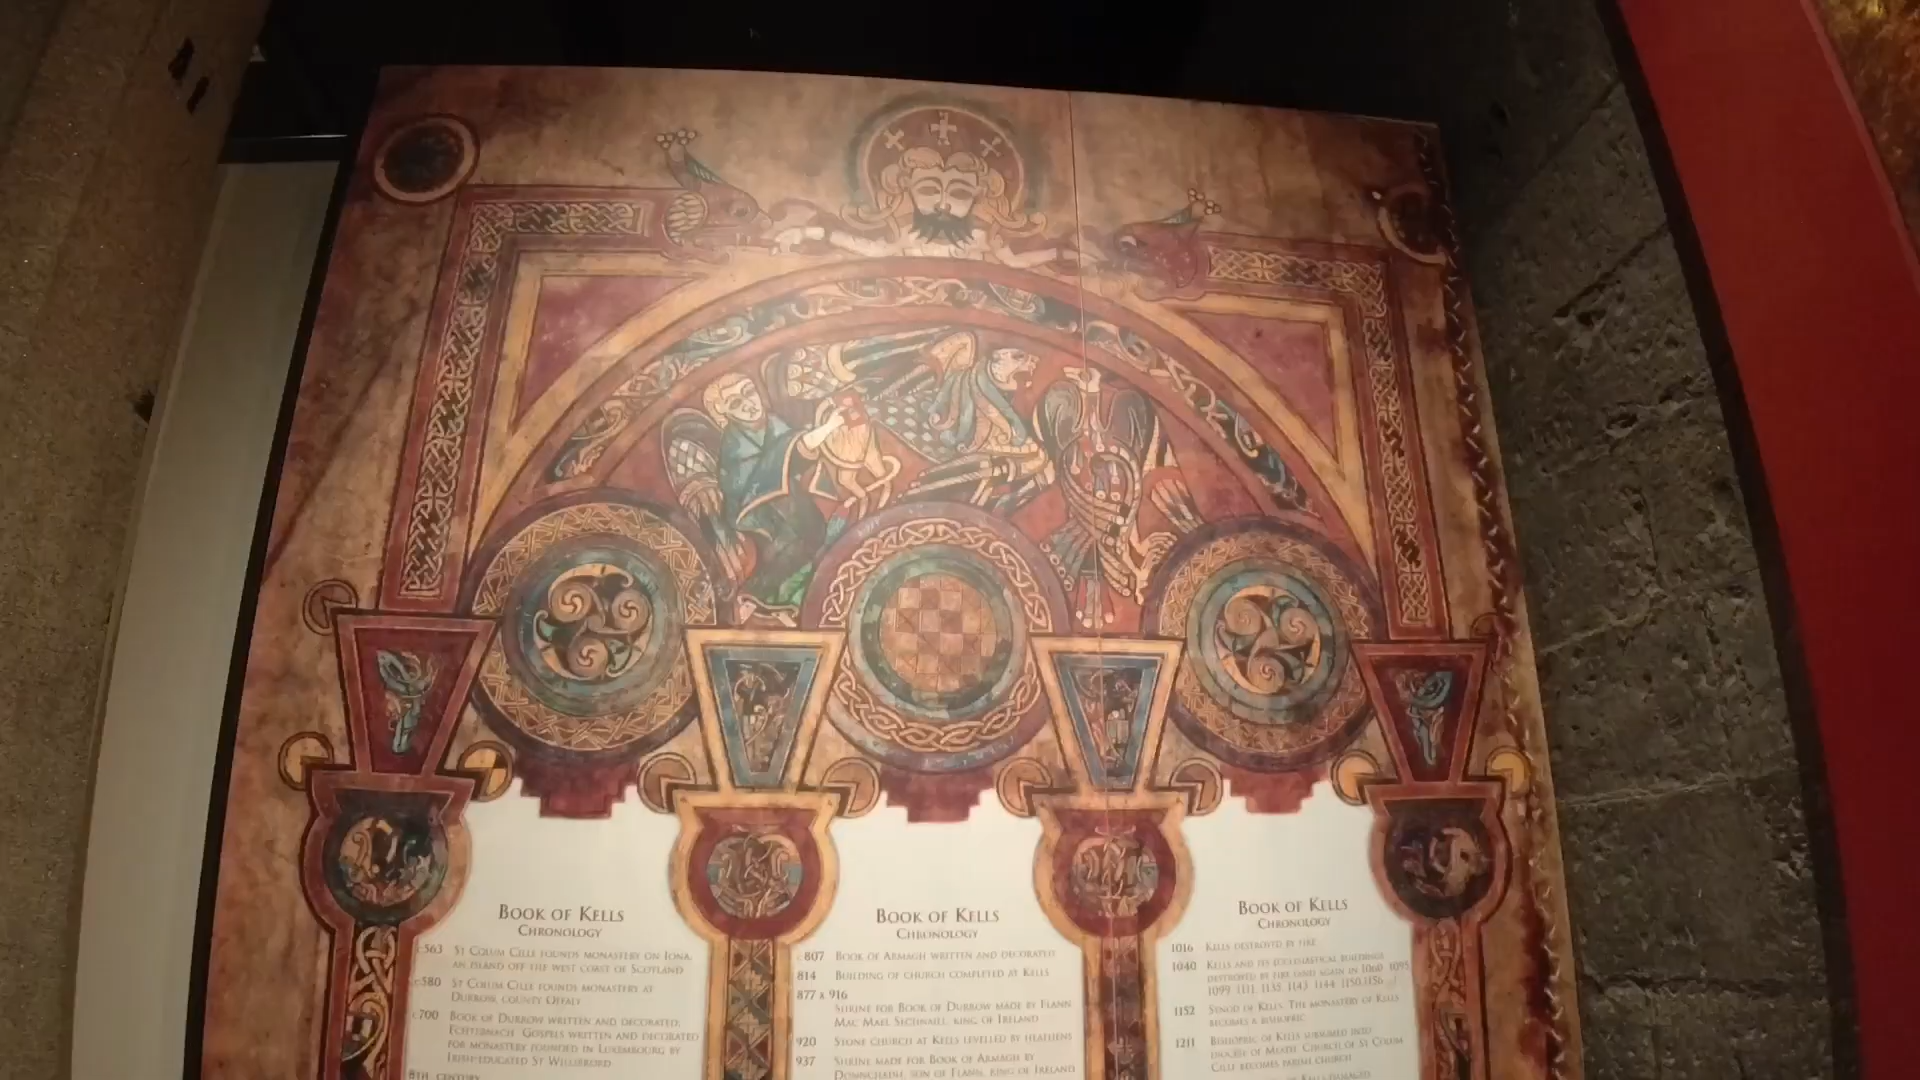 BOOK OF KELLS
CHRONOLOGY
c563 ST COLUM CILLE FOUNDS MONASTERY ON IONA,
AN ISLAND OFF THE WEST COAST OF SCOTLAND
c580 ST COLUM CILLE FOUNDS MONASTERY AT
DURROW, COUNTY OFFALY
c700 BOOK OF DURROW WRITTEN AND DECORATED;
ECHTERNACH GOSPELS WRITTEN AND DECORATED
FOR MONASTERY FOUNDED IN LUXEMBOURG BY
IRISH-EDUCATED ST WILLIBRORD
8TH CENTURY
BOOK OF KELLS
CHRONOLOGY
c807 BOOK OF ARMAGH WRITTEN AND DECORATED
814 BUILDING OF CHURCH COMPLETED AT KELLS
877 x 916
SHRINE FOR BOOK OF DURROW MADE BY FLANN
MAC MAEL SECHNAILL, KING OF IRELAND
920 STONE CHURCH AT KELLS LEVELLED BY HEATHENS
937 SHRINE MADE FOR BOOK OF ARMAGH BY
DONNCHADH, SON OF FLANN, KING OF IRELAND
BOOK OF KELLS
CHRONOLOGY
1016 KELLS DESTROYED BY FIRE
1040 KELLS AND ITS ECCLESIASTICAL BUILDINGS
DESTROYED BY FIRE (AND AGAIN IN 1060, 1095,
1099, 1111, 1135, 1143, 1144, 1150, 1156
1152 SYNOD OF KELLS. THE MONASTERY OF KELLS
BECOMES A BISHOPRIC
1211 BISHOPRIC OF KELLS SUBSUMED INTO
DIOCESE OF MEATH. CHURCH OF ST COLUM
CILLE BECOMES PARISH CHURCH
OF KELLS DAMAGED